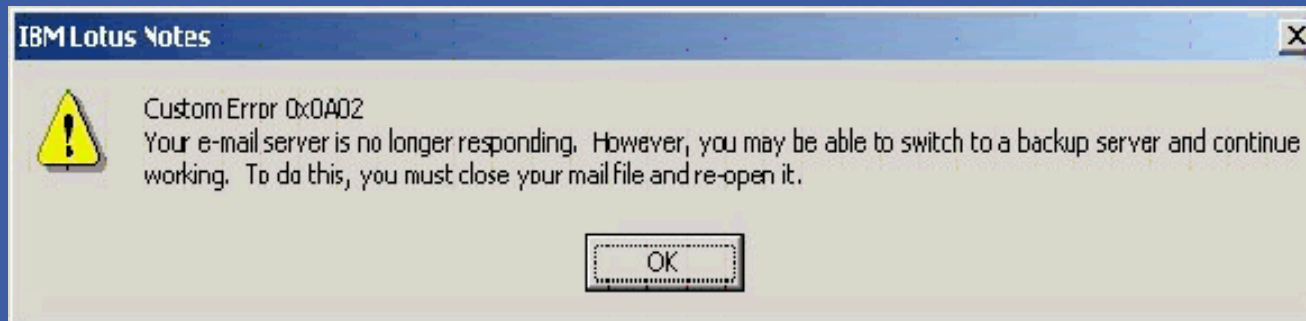 IBM Lotus Notes
Custom Error 0x0A02
Your e-mail server is no longer responding. However, you may be able to switch to a backup server and continue
working. To do this, you must close your mail file and re-open it.
OK